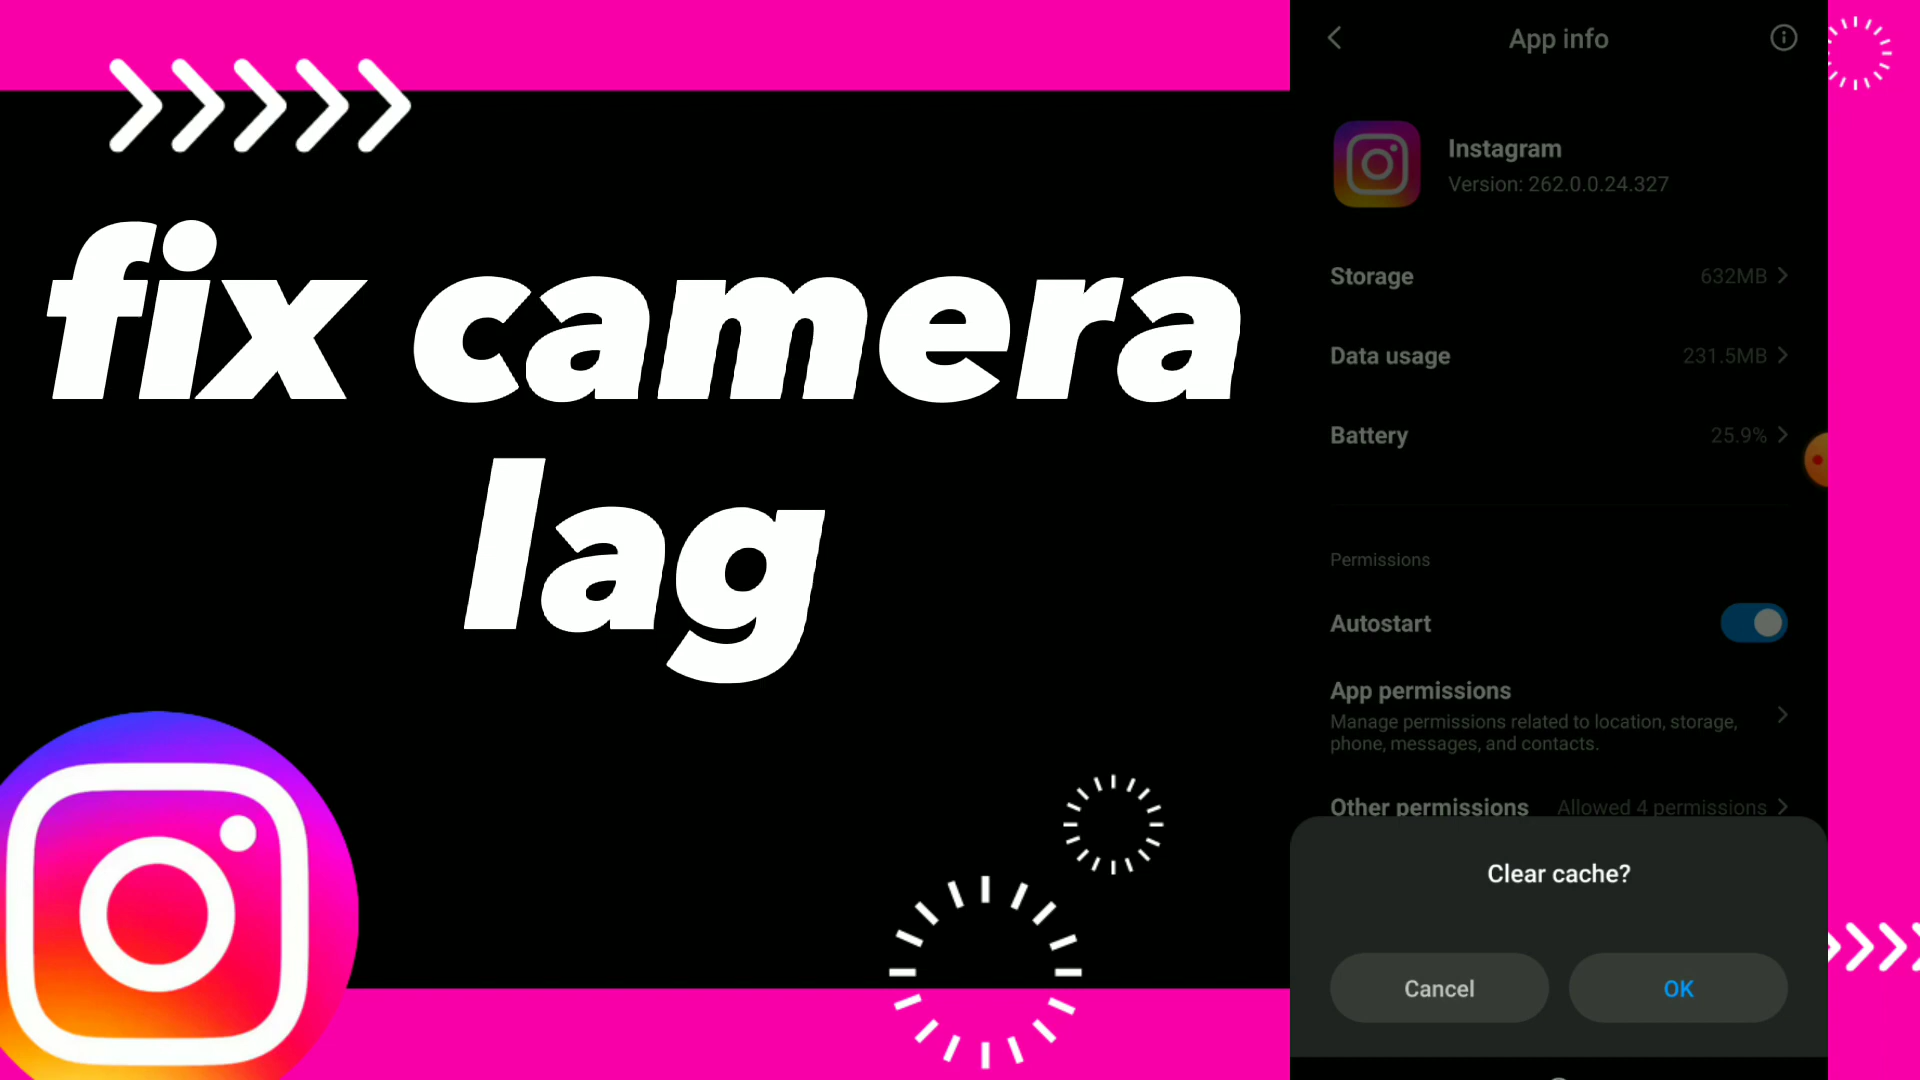 fix camera
lag
App info
Instagram
Version: 262.0.0.24.327
Storage 632MB
Data usage 231.5MB
Battery 25.9%
Permissions
Autostart
App permissions
Manage permissions related to location, storage,
phone, messages, and contacts.
Other permissions Allowed 4 permissions
Clear cache?
Cancel OK